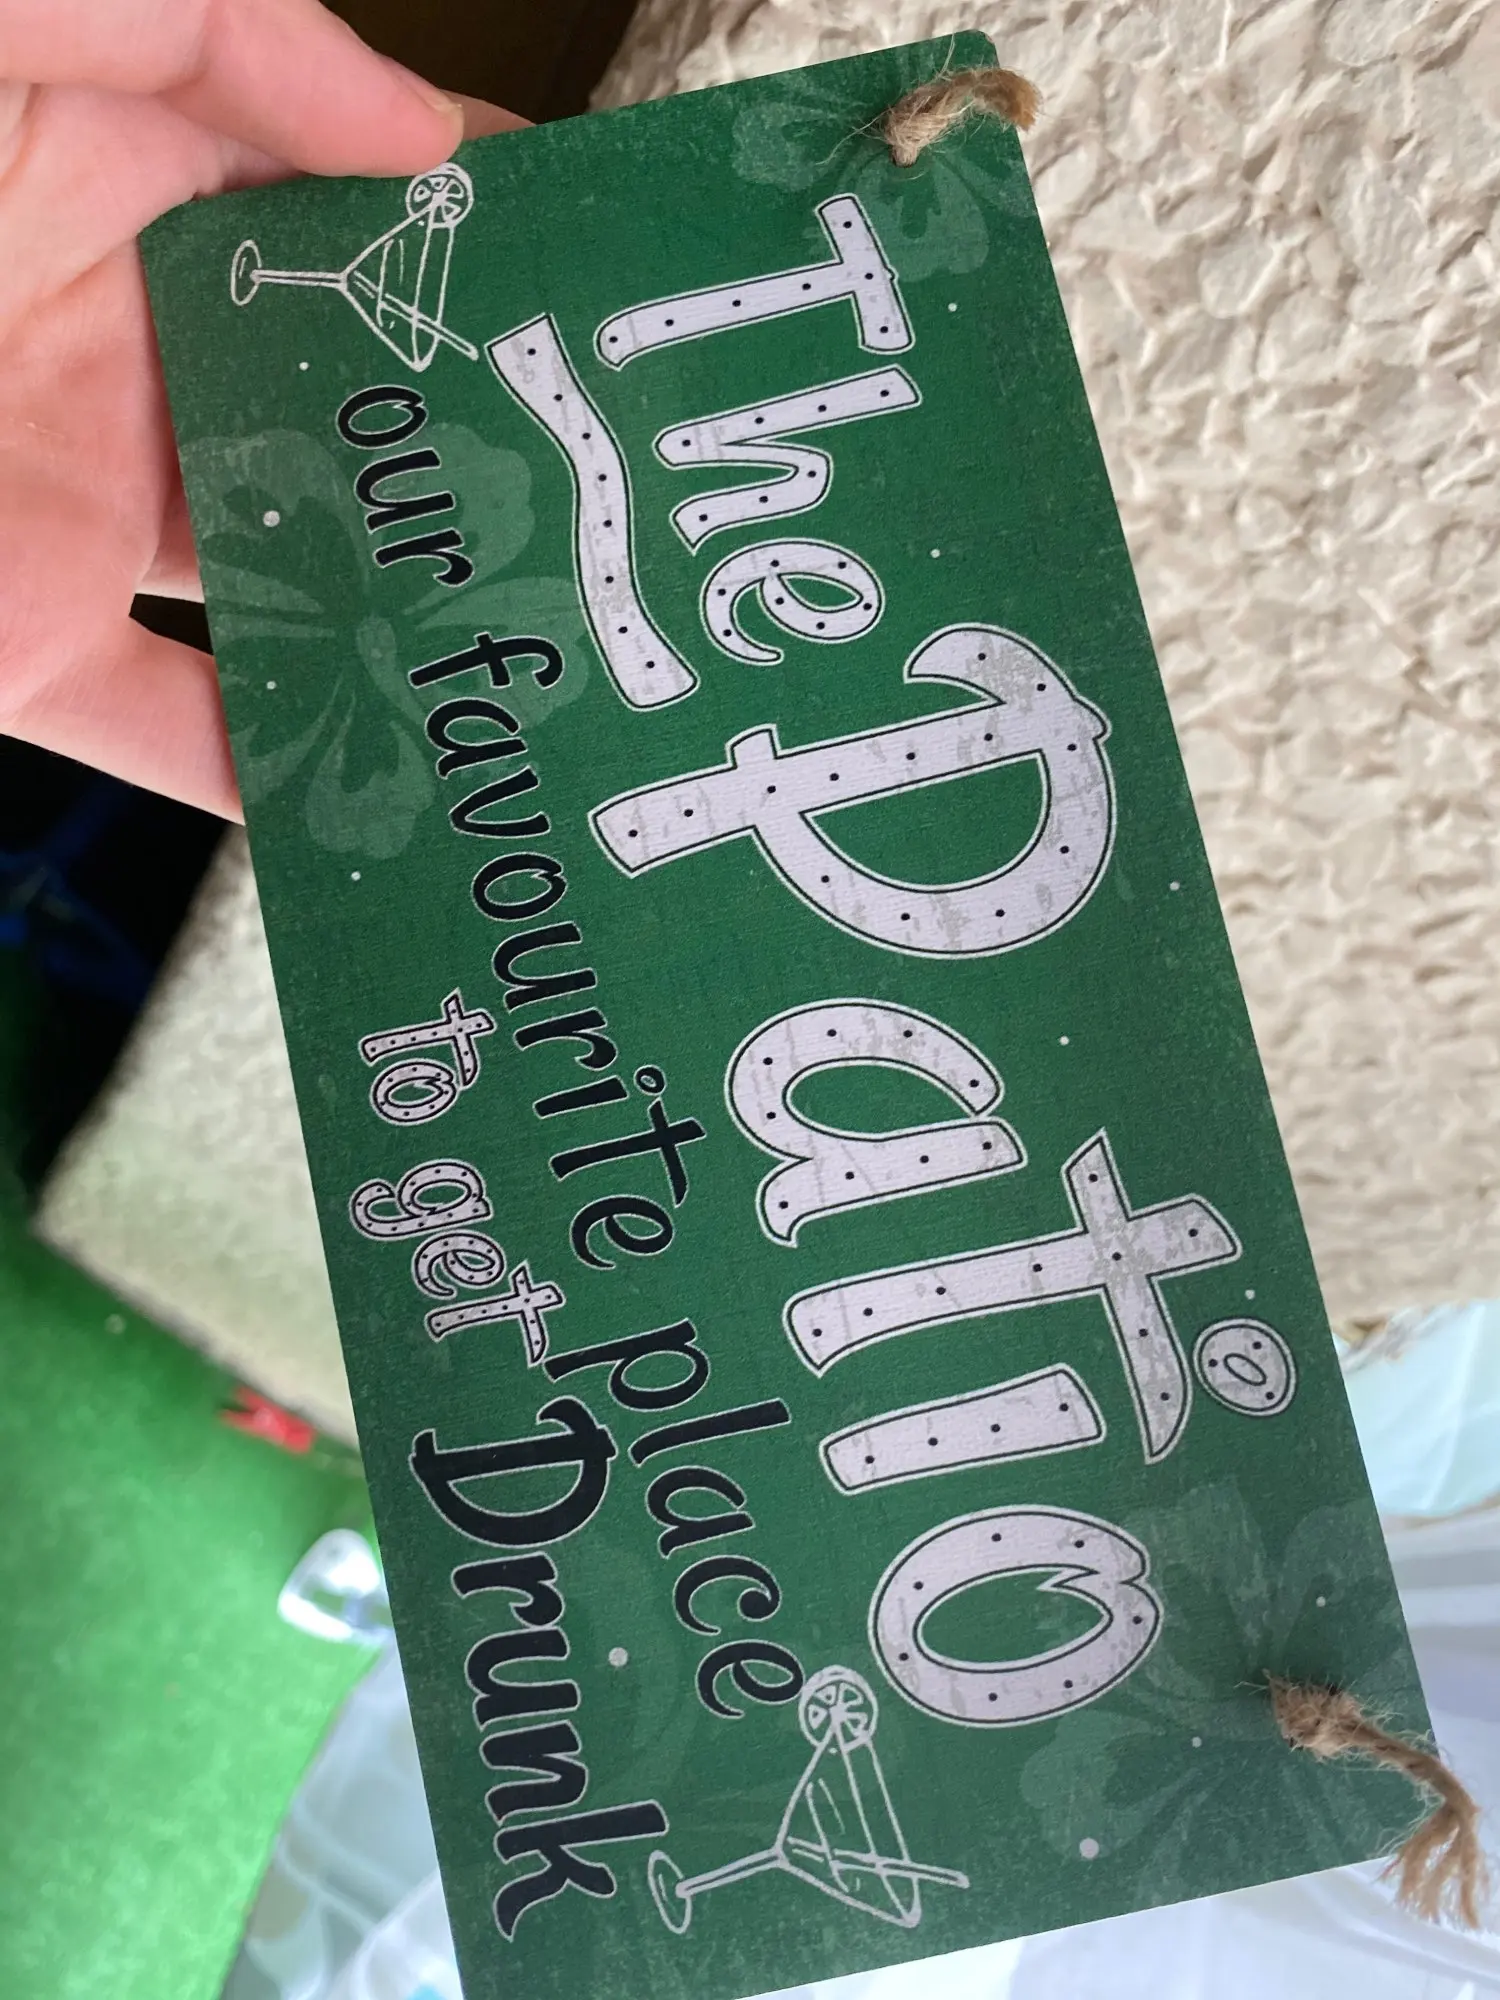 The Patio
our favourite place
to get Drunk